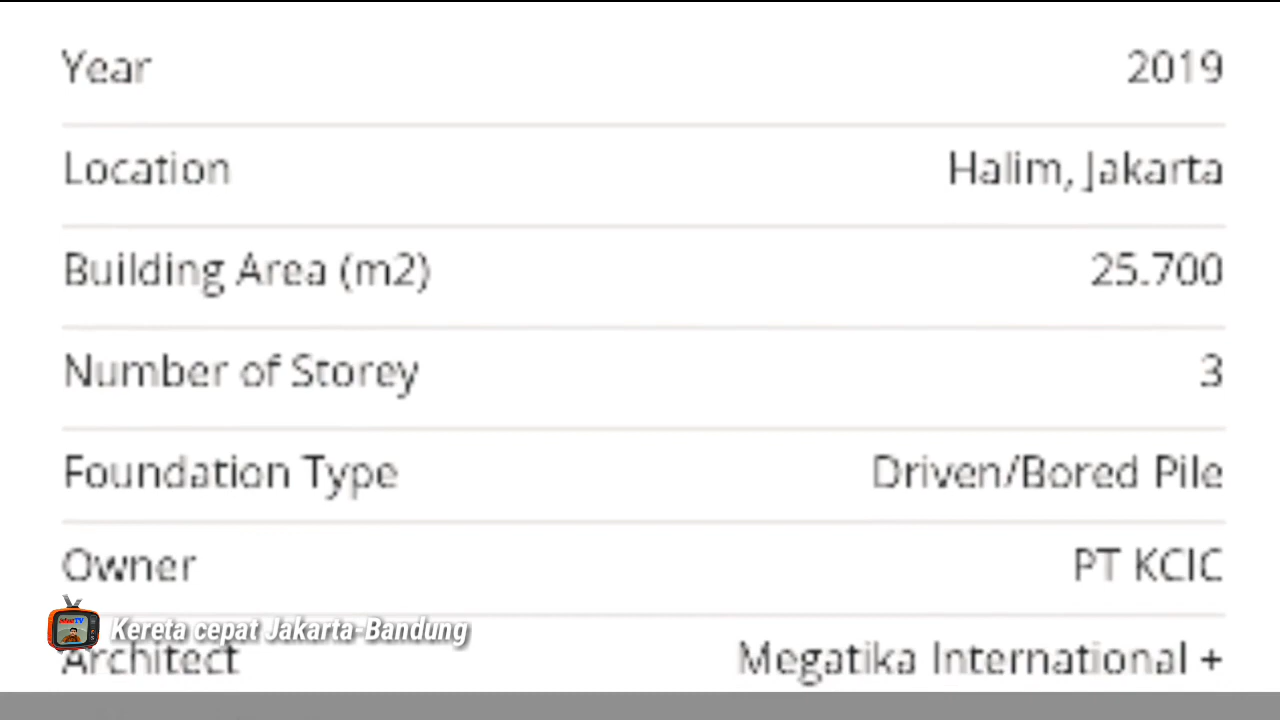 Year 2019
Location Halim, Jakarta
Building Area (m2) 25.700
Number of Storey 3
Foundation Type Driven/Bored Pile
Owner PT KCIC
Kereta cepat Jakarta-Bandung
Architect Megatika International +